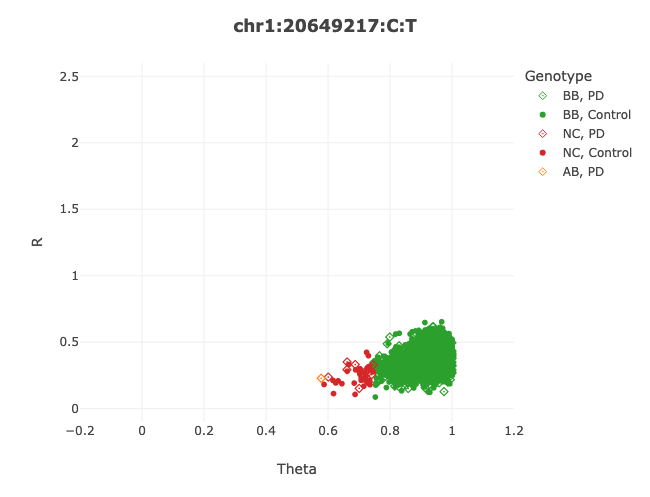 chr1:20649217:C:T
Genotype
BB, PD
BB, Control
NC, PD
NC, Control
AB, PD
2.5
2
1.5
1
0.5
0
R
−0.2 0 0.2 0.4 0.6 0.8 1 1.2
Theta